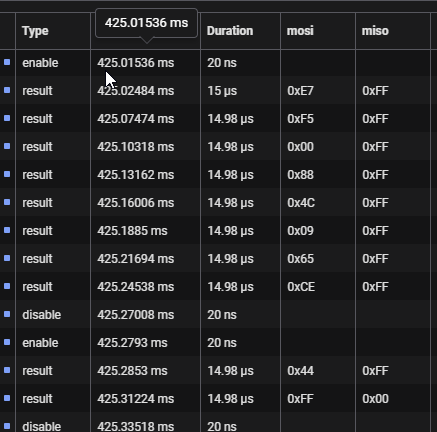 425.01536 ms
Type Duration mosi miso
enable 425.01536 ms 20 ns
result 425.02484 ms 15 μs 0xE7 0xFF
result 425.07474 ms 14.98 μs 0xF5 0xFF
result 425.10318 ms 14.98 μs 0x00 0xFF
result 425.13162 ms 14.98 μs 0x88 0xFF
result 425.16006 ms 14.98 μs 0x4C 0xFF
result 425.1885 ms 14.98 μs 0x09 0xFF
result 425.21694 ms 14.98 μs 0x65 0xFF
result 425.24538 ms 14.98 μs 0xCE 0xFF
disable 425.27008 ms 20 ns
enable 425.2793 ms 20 ns
result 425.2853 ms 14.98 μs 0x44 0xFF
result 425.31224 ms 14.98 μs 0xFF 0x00
disable 425.33518 ms 20 ns